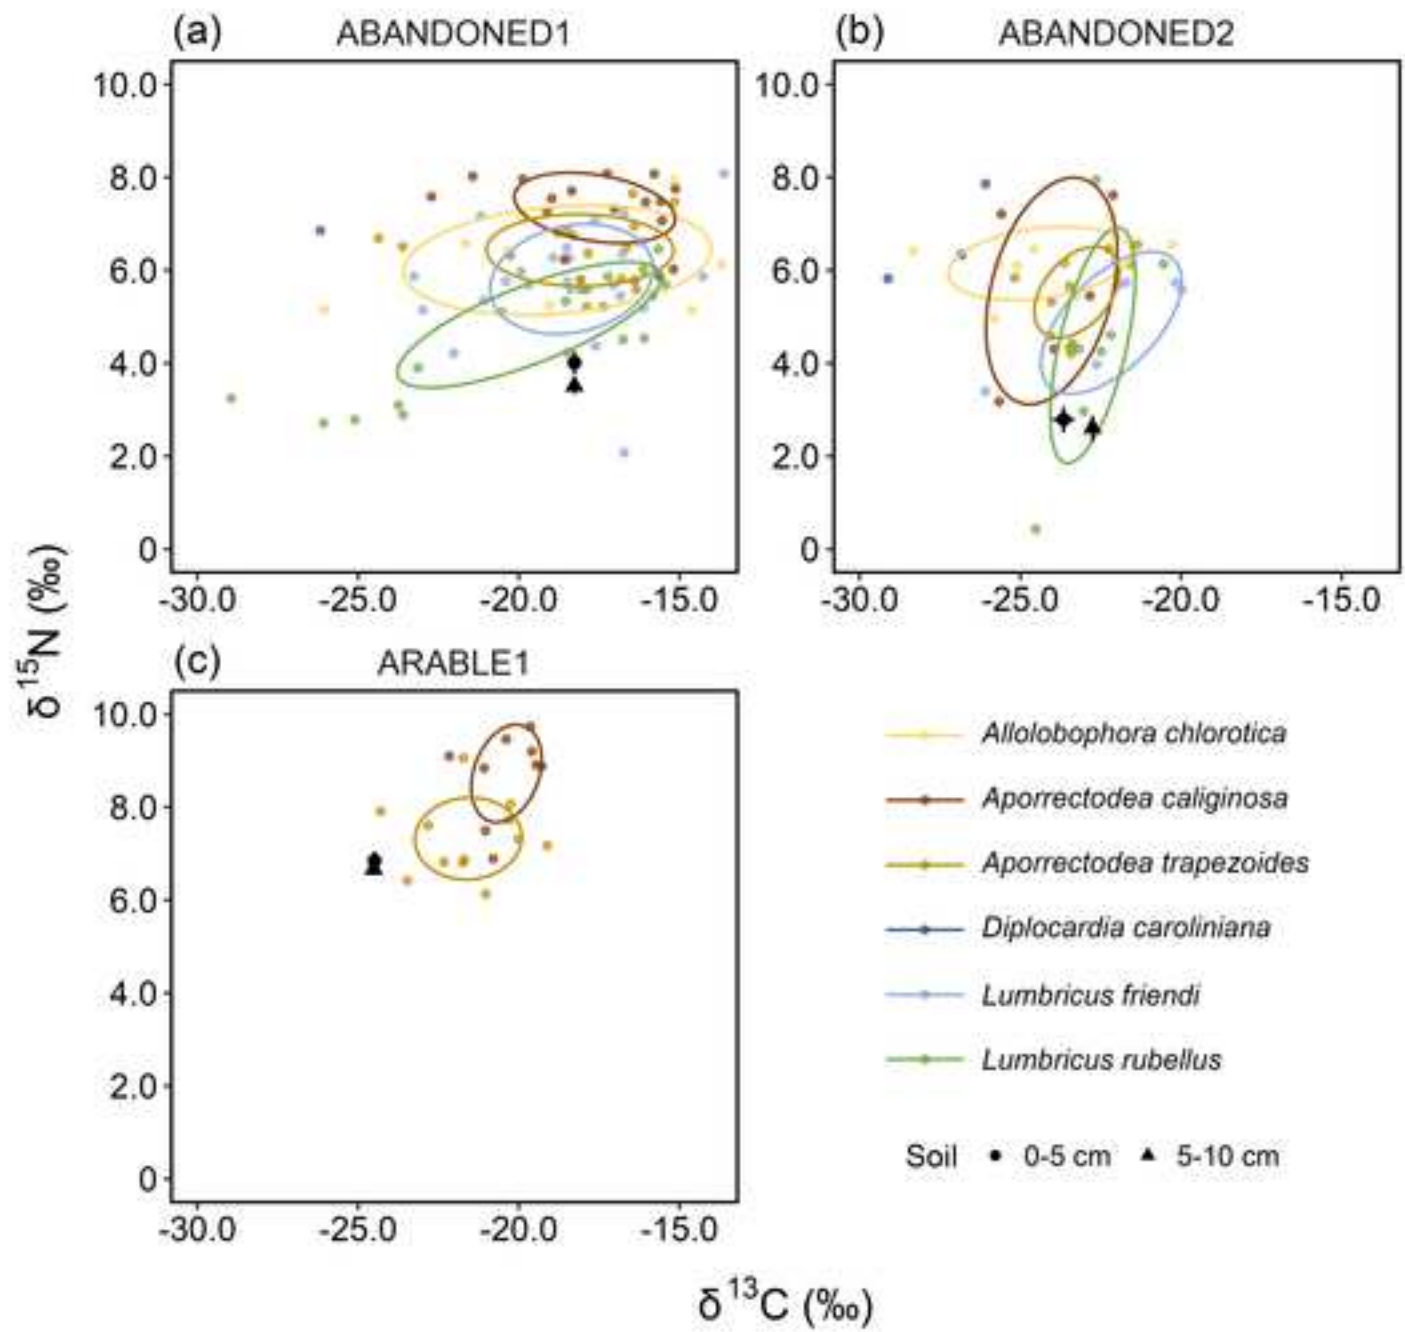 (a) ABANDONED1
(b) ABANDONED2
10.0
8.0
6.0
4.0
2.0
0
-30.0 -25.0 -20.0 -15.0
10.0
8.0
6.0
4.0
2.0
0
-30.0 -25.0 -20.0 -15.0
δ ¹⁵N (‰)
(c) ARABLE1
10.0
8.0
6.0
4.0
2.0
0
-30.0 -25.0 -20.0 -15.0
Allolobophora chlorotica
Aporrectodea caliginosa
Aporrectodea trapezoides
Diplocardia caroliniana
Lumbricus friendi
Lumbricus rubellus
Soil 0-5 cm 5-10 cm
δ ¹³C (‰)